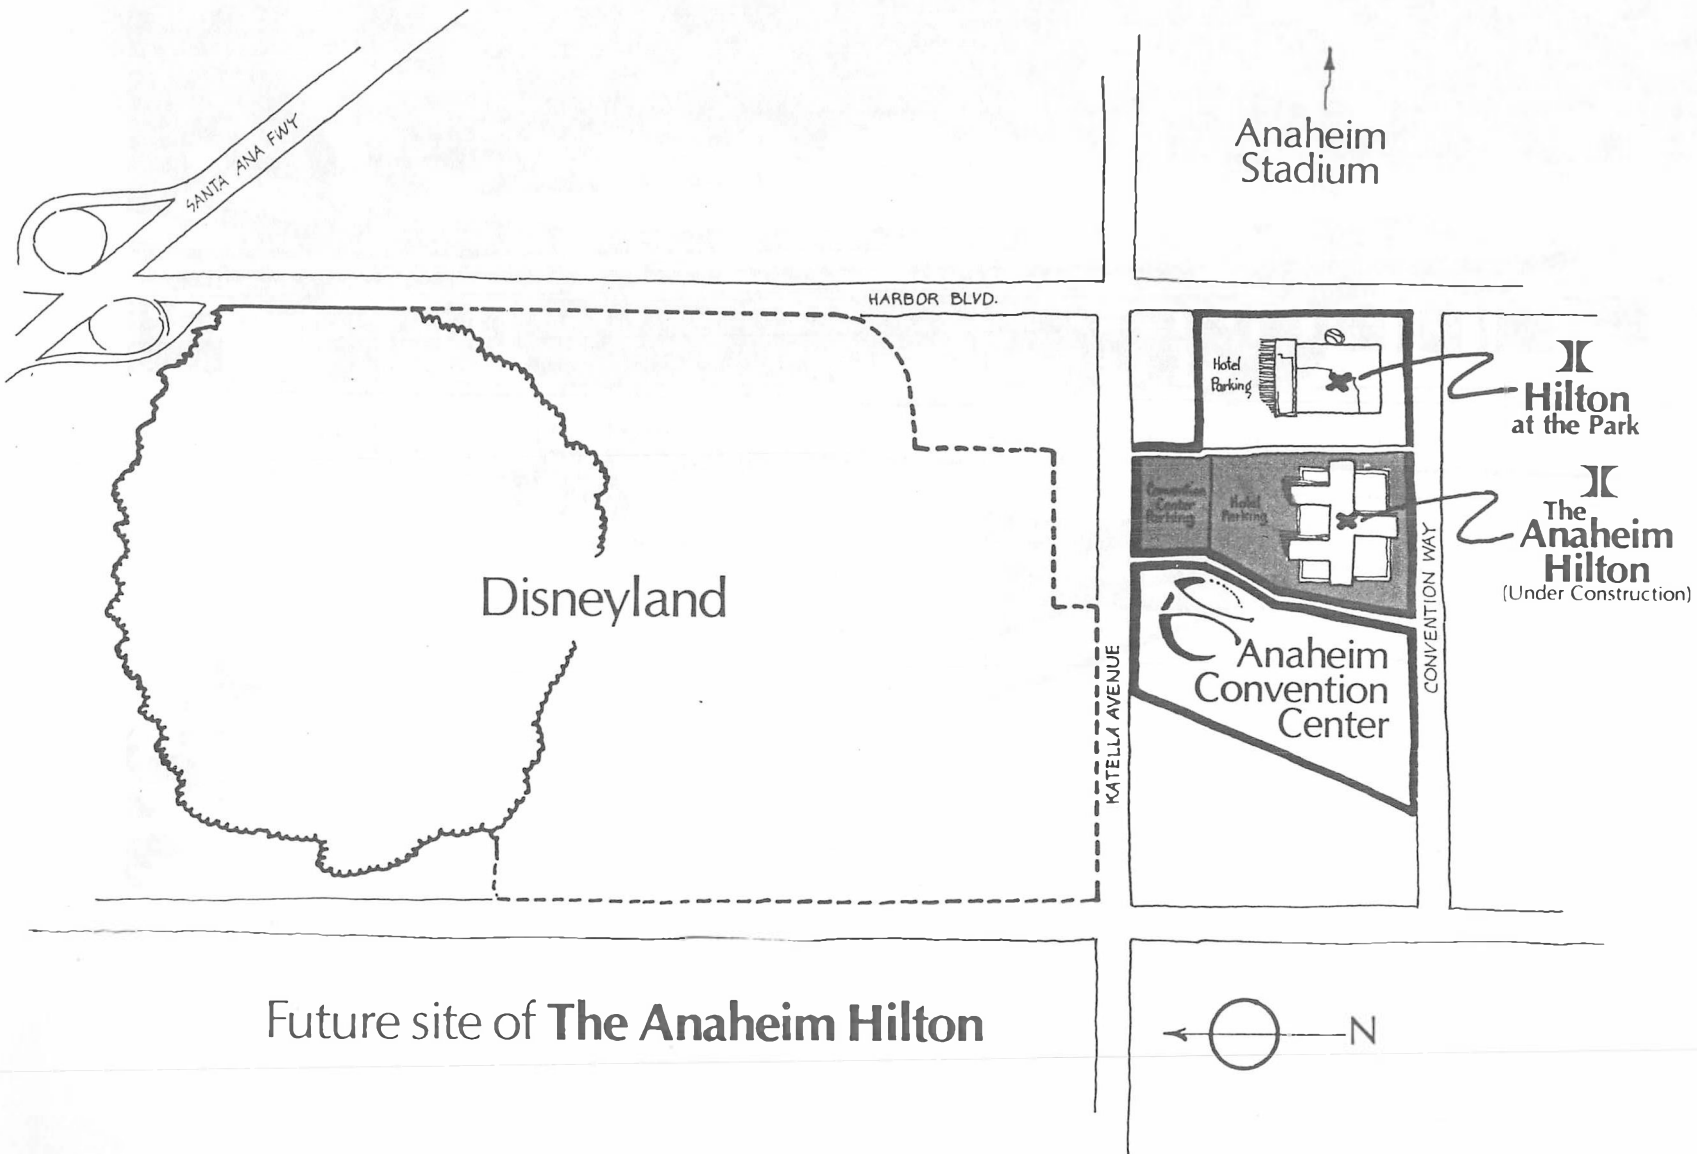 SANTA ANA FWY
Anaheim
Stadium
HARBOR BLVD.
Hotel
Parking
Hilton
at the Park
Convention
Center
Parking
Hotel
Parking
The
Anaheim
Hilton
(Under Construction)
CONVENTION WAY
Disneyland
KATELLA AVENUE
Anaheim
Convention
Center
Future site of The Anaheim Hilton
N